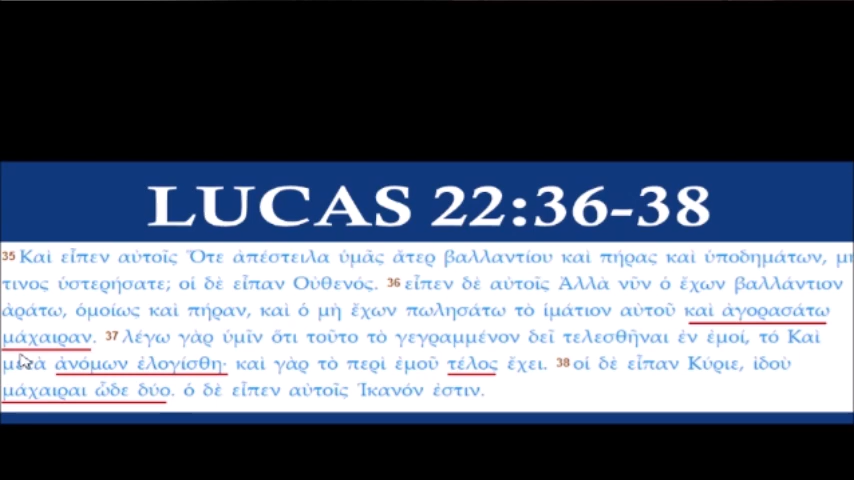 LUCAS 22:36-38
35 Καὶ εἶπεν αὐτοῖς Ὅτε ἀπέστειλα ὑμᾶς ἄτερ βαλλαντίου καὶ πήρας καὶ ὑποδημάτων, μή
τινος ὑστερήσατε; οἱ δὲ εἶπαν Οὐθενός. 36 εἶπεν δὲ αὐτοῖς Ἀλλὰ νῦν ὁ ἔχων βαλλάντιον
ἀράτω, ὁμοίως καὶ πήραν, καὶ ὁ μὴ ἔχων πωλησάτω τὸ ἱμάτιον αὐτοῦ καὶ ἀγορασάτω
μάχαιραν. 37 λέγω γὰρ ὑμῖν ὅτι τοῦτο τὸ γεγραμμένον δεῖ τελεσθῆναι ἐν ἐμοί, τό Καὶ
μετὰ ἀνόμων ἐλογίσθη· καὶ γὰρ τὸ περὶ ἐμοῦ τέλος ἔχει. 38 οἱ δὲ εἶπαν Κύριε, ἰδοὺ
μάχαιραι ὧδε δύο. ὁ δὲ εἶπεν αὐτοῖς Ἱκανόν ἐστιν.